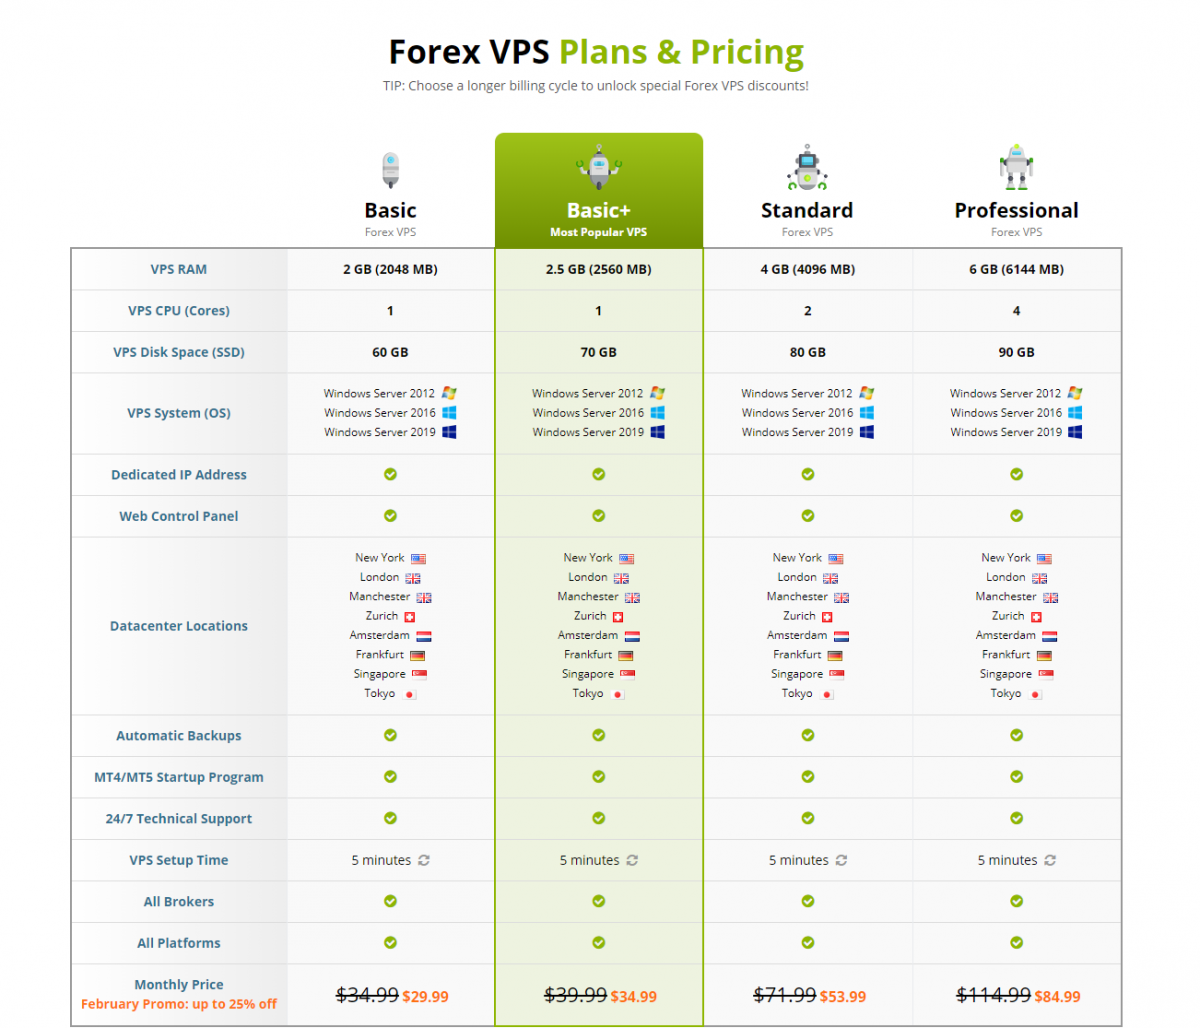 Forex VPS Plans & Pricing
TIP: Choose a longer billing cycle to unlock special Forex VPS discounts!
Basic Basic+ Standard Professional
Forex VPS Most Popular VPS Forex VPS Forex VPS
VPS RAM 2 GB (2048 MB) 2.5 GB (2560 MB) 4 GB (4096 MB) 6 GB (6144 MB)
VPS CPU (Cores) 1 1 2 4
VPS Disk Space (SSD) 60 GB 70 GB 80 GB 90 GB
Windows Server 2012 Windows Server 2012 Windows Server 2012 Windows Server 2012
VPS System (OS) Windows Server 2016 Windows Server 2016 Windows Server 2016 Windows Server 2016
Windows Server 2019 Windows Server 2019 Windows Server 2019 Windows Server 2019
Dedicated IP Address
Web Control Panel
New York New York New York New York
London London London London
Manchester Manchester Manchester Manchester
Zurich Zurich Zurich Zurich
Datacenter Locations
Amsterdam Amsterdam Amsterdam Amsterdam
Frankfurt Frankfurt Frankfurt Frankfurt
Singapore Singapore Singapore Singapore
Tokyo Tokyo Tokyo Tokyo
Automatic Backups
MT4/MT5 Startup Program
24/7 Technical Support
VPS Setup Time 5 minutes 5 minutes 5 minutes 5 minutes
All Brokers
All Platforms
Monthly Price
$34.99 $29.99 $39.99 $34.99 $71.99 $53.99 $114.99 $84.99
February Promo: up to 25% off